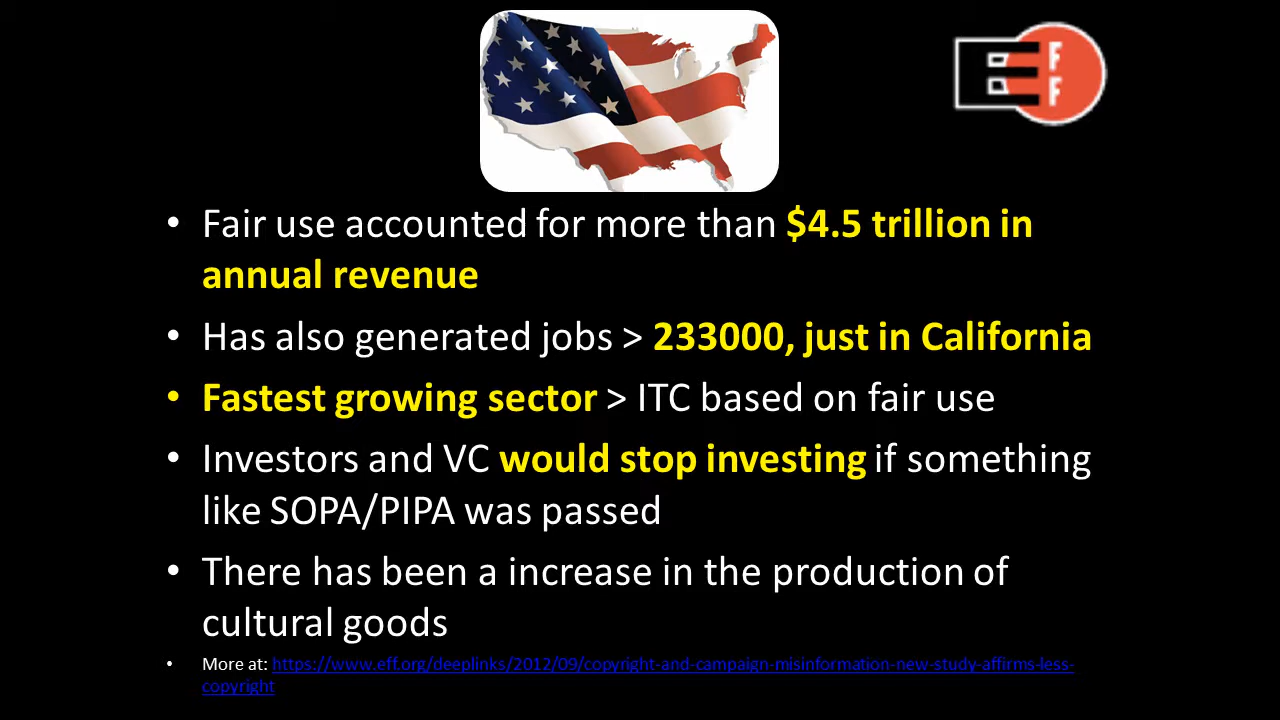 E F F
• Fair use accounted for more than $4.5 trillion in
annual revenue
• Has also generated jobs > 233000, just in California
• Fastest growing sector > ITC based on fair use
• Investors and VC would stop investing if something
like SOPA/PIPA was passed
• There has been a increase in the production of
cultural goods
• More at: https://www.eff.org/deeplinks/2012/09/copyright-and-campaign-misinformation-new-study-affirms-less-
copyright